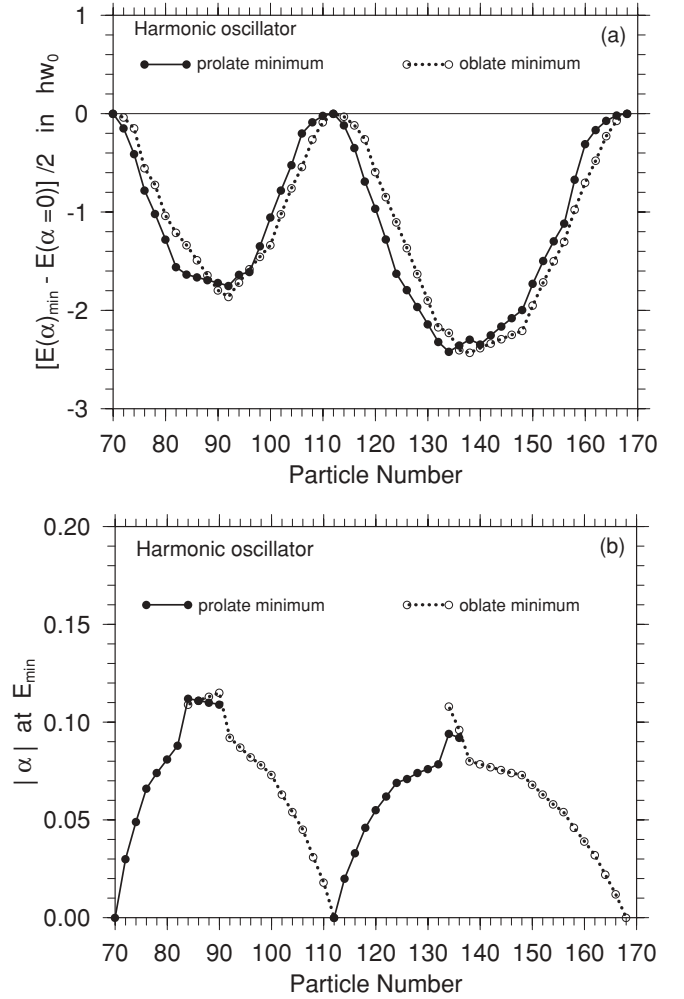 Harmonic oscillator
(a)
prolate minimum
oblate minimum
[E(α)min - E(α =0)] /2 in hw0
1
0
-1
-2
-3
70 80 90 100 110 120 130 140 150 160 170
Particle Number
Harmonic oscillator
(b)
prolate minimum
oblate minimum
| α | at Emin
0.20
0.15
0.10
0.05
0.00
70 80 90 100 110 120 130 140 150 160 170
Particle Number